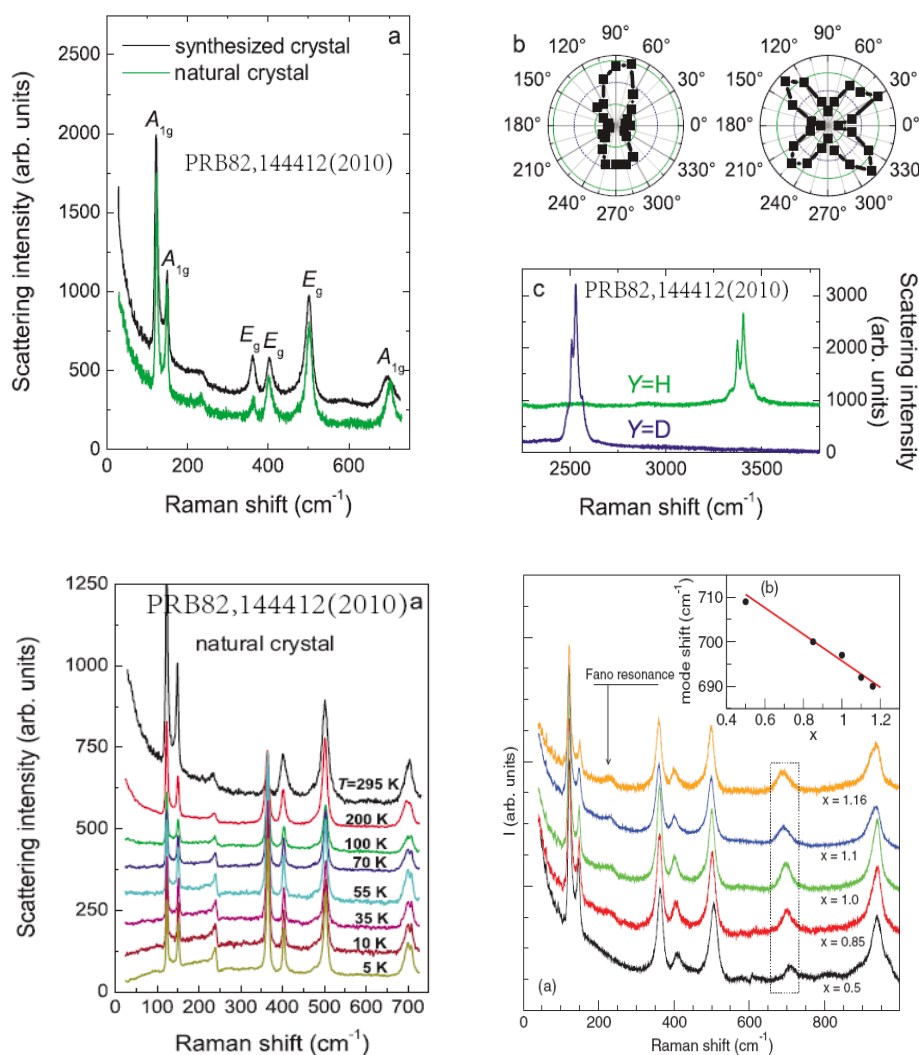 a
synthesized crystal
natural crystal
PRB82,144412(2010)
A1g
A1g
Eg
Eg
Eg
A1g
2500
2000
1750
1500
1000
500
250
0
0
200
400
600
Scattering intensity (arb. units)
Raman shift (cm-1)
b
90°
120°
60°
150°
30°
180°
0°
210°
330°
240°
300°
270°
90°
120°
60°
150°
30°
180°
0°
210°
330°
240°
300°
270°
c
PRB82,144412(2010)
Y=H
Y=D
3000
2000
1000
0
2500
3000
3500
Scattering intensity
(arb. units)
Raman shift (cm-1)
PRB82,144412(2010)
a
natural crystal
T=295 K
200 K
100 K
70 K
55 K
35 K
10 K
5 K
1250
1000
750
500
250
0
0
100
200
300
400
500
600
700
Scattering intensity (arb. units)
Raman shift (cm-1)
(b)
710
700
690
mode shift (cm-1)
0.4
0.6
0.8
1
1.2
x
Fano resonance
x = 1.16
x = 1.1
x = 1.0
x = 0.85
x = 0.5
(a)
I (arb. units)
200
400
600
800
Raman shift (cm-1)